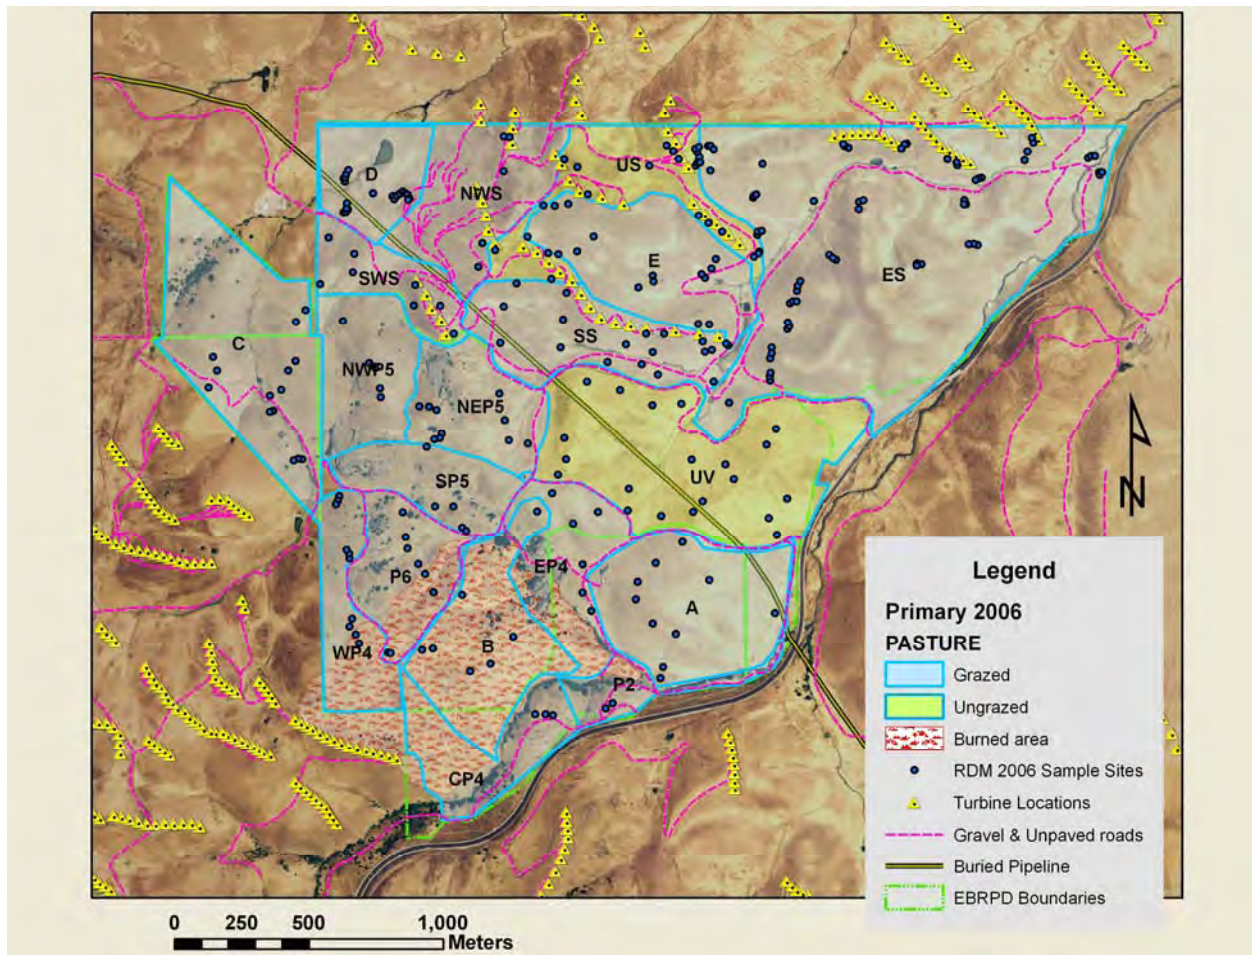 US
D
NWS
E
ES
SWS
SS
C
NWP5
NEP5
UV
SP5
EP4
P6
A
B
WP4
P2
CP4
N
Legend
Primary 2006
PASTURE
Grazed
Ungrazed
Burned area
RDM 2006 Sample Sites
Turbine Locations
Gravel & Unpaved roads
Buried Pipeline
EBRPD Boundaries
0 250 500 1,000
Meters